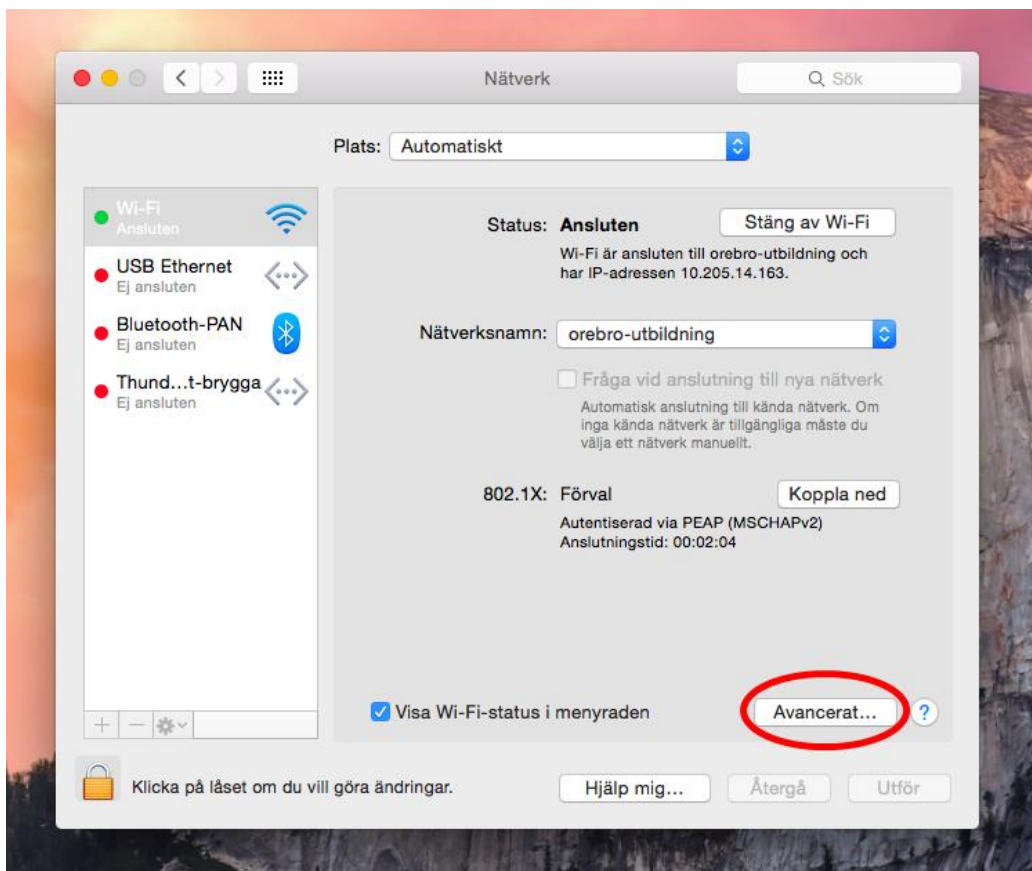 Nätverk
Sök
Plats: Automatiskt
Wi-Fi
Ansluten
USB Ethernet
Ej ansluten
Bluetooth-PAN
Ej ansluten
Thund...t-brygga
Ej ansluten
Status: Ansluten
Stäng av Wi-Fi
Wi-Fi är ansluten till orebro-utbildning och
har IP-adressen 10.205.14.163.
Nätverksnamn: orebro-utbildning
Fråga vid anslutning till nya nätverk
Automatisk anslutning till kända nätverk. Om
inga kända nätverk är tillgängliga måste du
välja ett nätverk manuellt.
802.1X: Förval
Koppla ned
Autentiserad via PEAP (MSCHAPv2)
Anslutningstid: 00:02:04
Visa Wi-Fi-status i menyraden
Avancerat...
?
Klicka på låset om du vill göra ändringar.
Hjälp mig...
Återgå
Utför